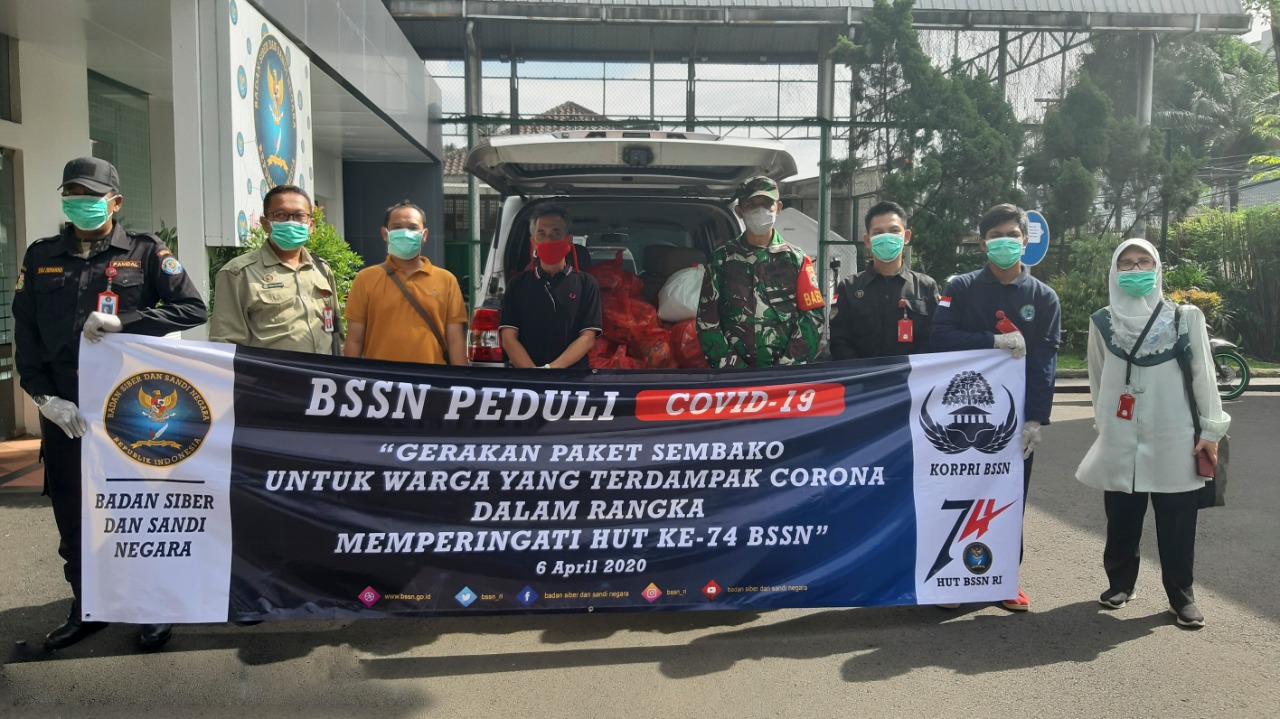 BSSN PEDULI COVID-19
"GERAKAN PAKET SEMBAKO
UNTUK WARGA YANG TERDAMPAK CORONA
DALAM RANGKA
MEMPERINGATI HUT KE-74 BSSN"
6 April 2020
www.bssn.go.id bssn_ri badan siber dan sandi negara bssn_ri badan siber dan sandi negara
BADAN SIBER DAN SANDI NEGARA
REPUBLIK INDONESIA
BADAN SIBER
DAN SANDI
NEGARA
KORPRI BSSN
74
HUT BSSN RI
PAMDAL